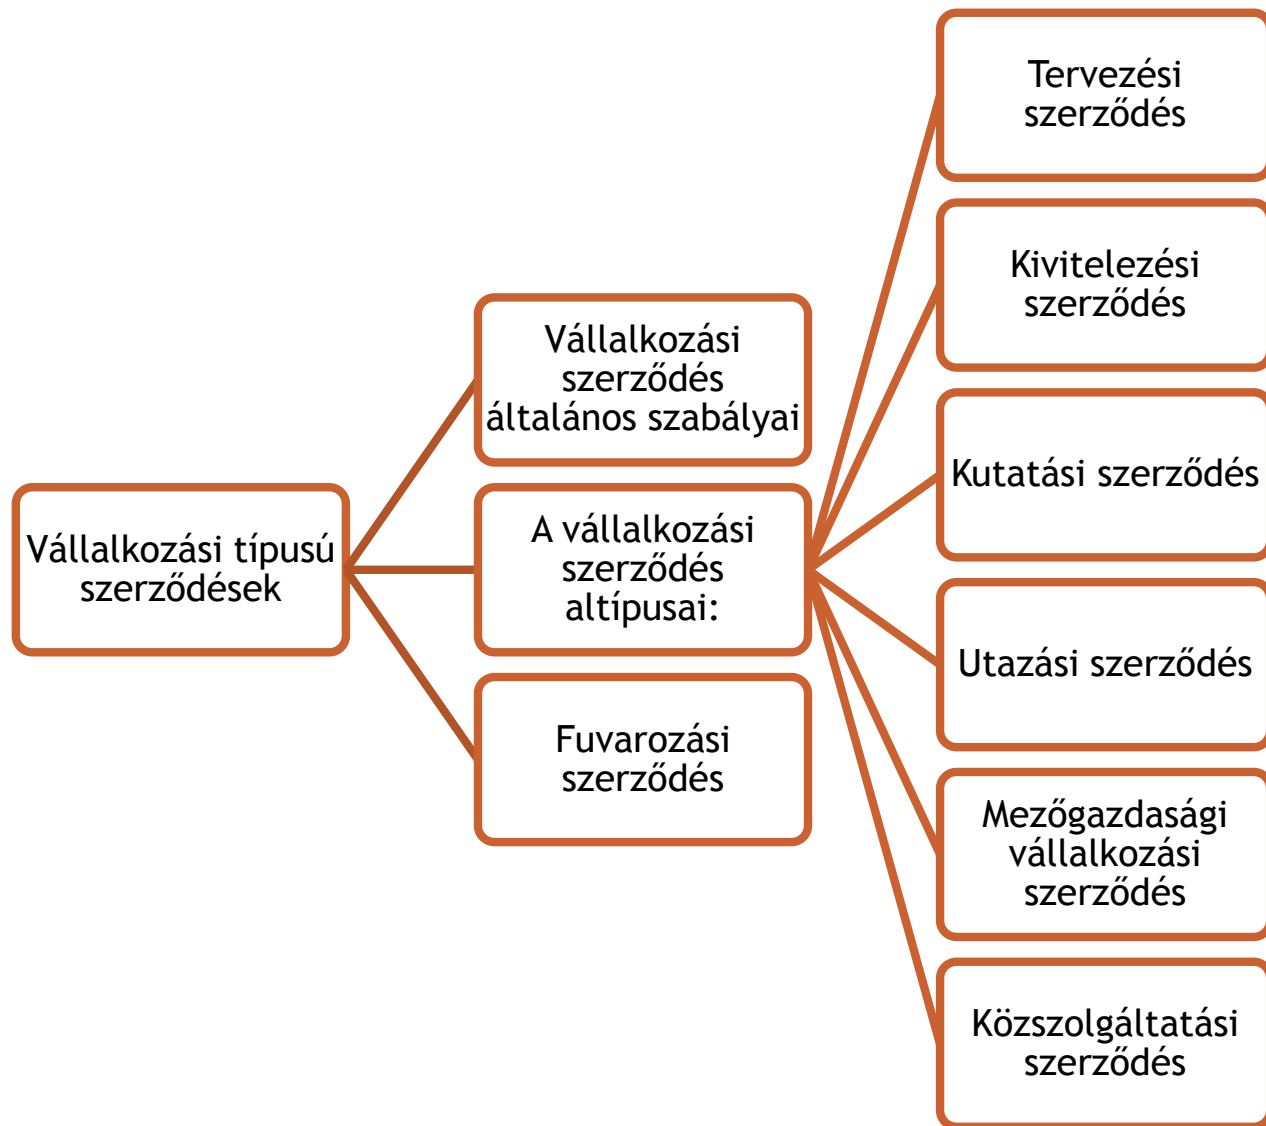 Vállalkozási típusú
szerződések
Vállalkozási
szerződés
általános szabályai
A vállalkozási
szerződés
altípusai:
Fuvarozási
szerződés
Tervezési
szerződés
Kivitelezési
szerződés
Kutatási szerződés
Utazási szerződés
Mezőgazdasági
vállalkozási
szerződés
Közszolgáltatási
szerződés